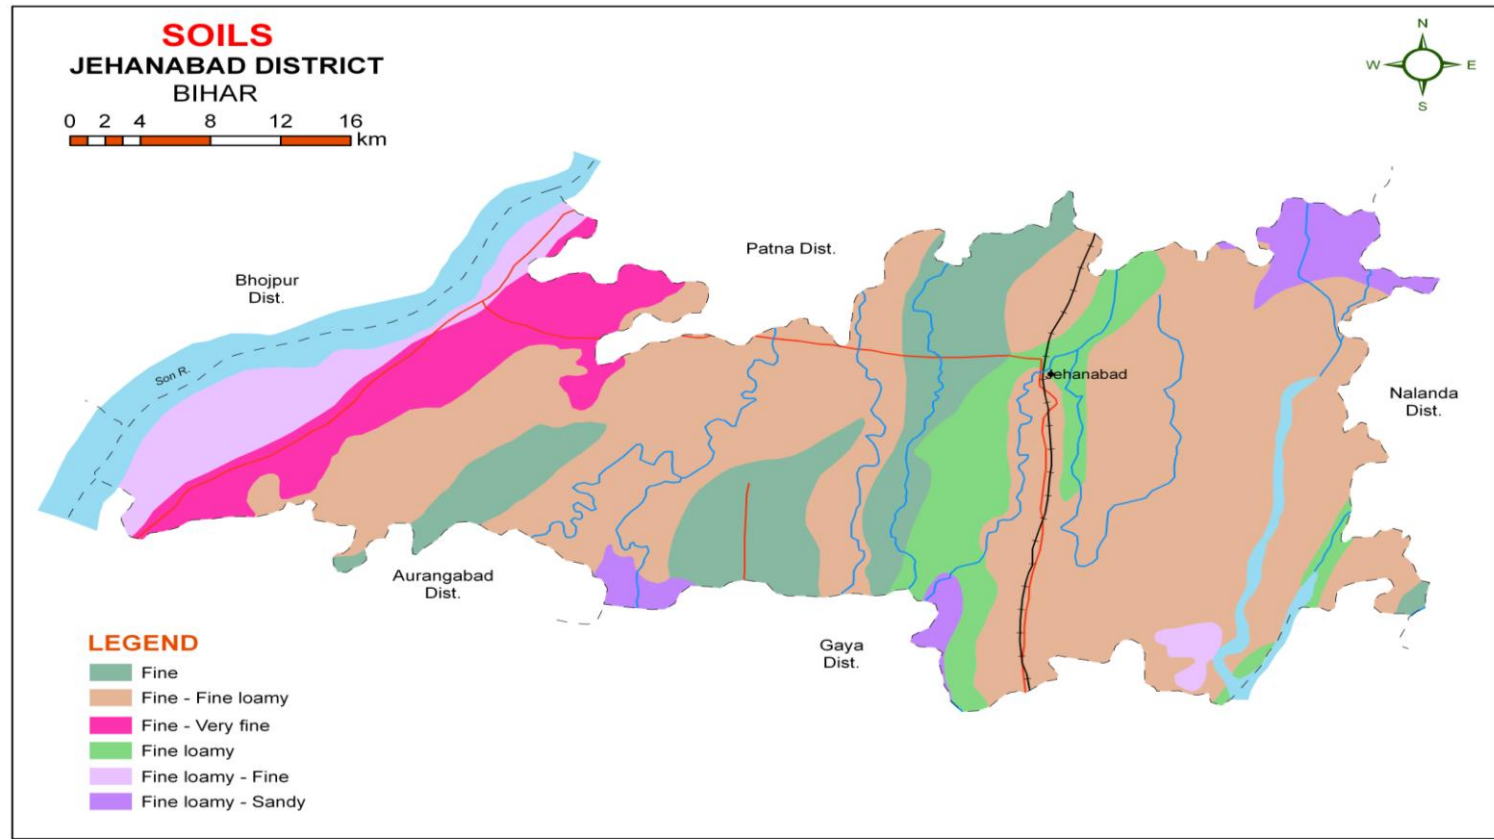 SOILS
JEHANABAD DISTRICT
BIHAR
0 2 4 8 12 16
km
N
W E
S
Patna Dist.
Bhojpur
Dist.
Son R.
Jehanabad
Nalanda
Dist.
Aurangabad
Dist.
Gaya
Dist.
LEGEND
Fine
Fine - Fine loamy
Fine - Very fine
Fine loamy
Fine loamy - Fine
Fine loamy - Sandy